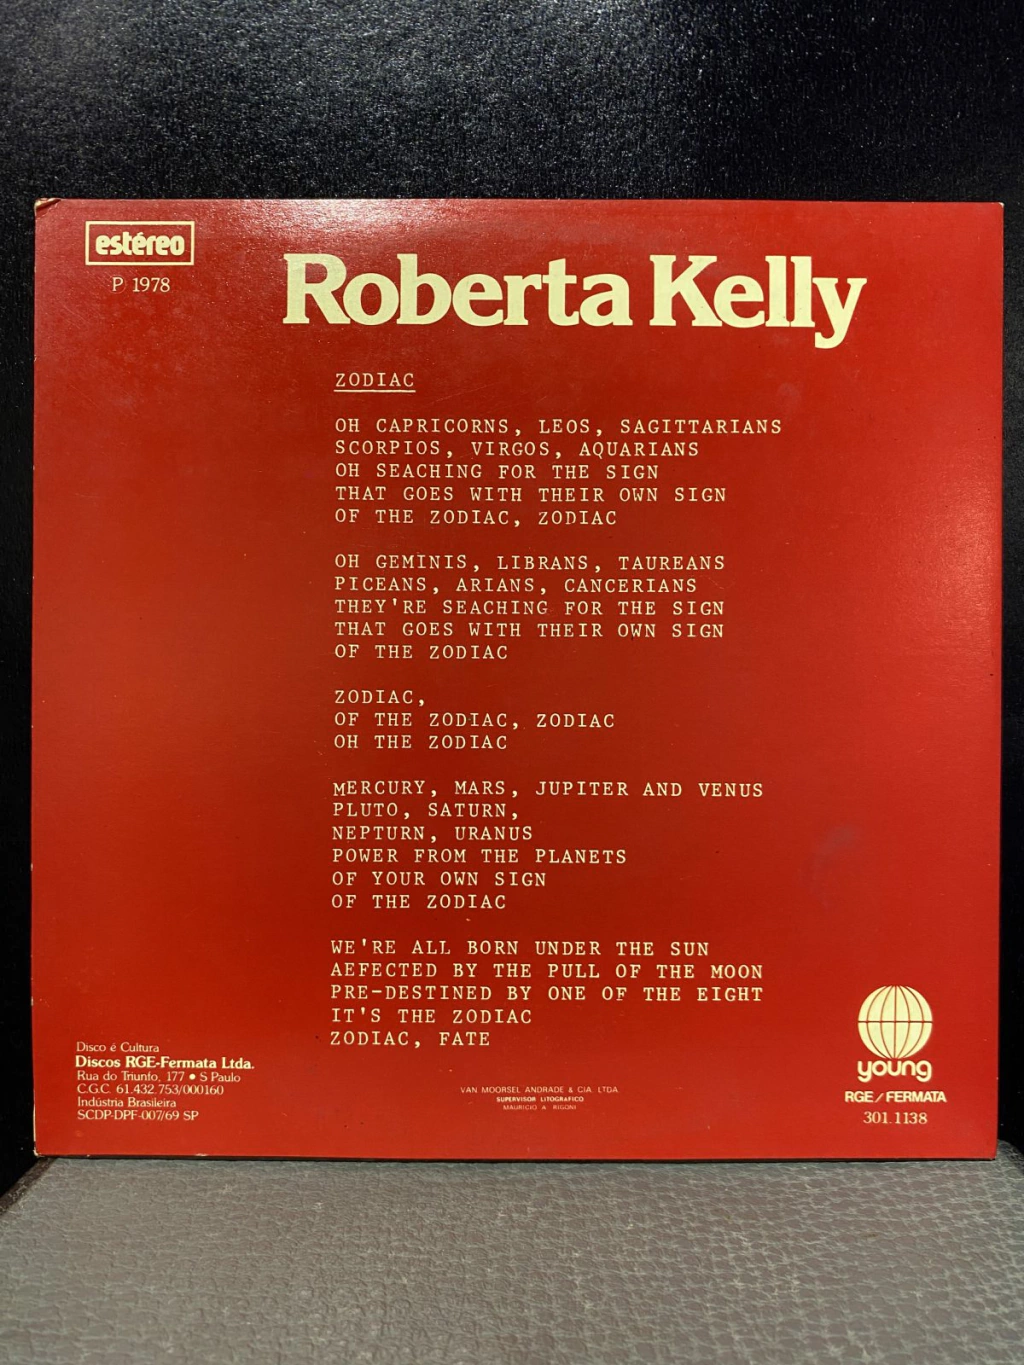 estéreo
P 1978
Roberta Kelly
ZODIAC
OH CAPRICORNS, LEOS, SAGITTARIANS
SCORPIOS, VIRGOS, AQUARIANS
OH SEACHING FOR THE SIGN
THAT GOES WITH THEIR OWN SIGN
OF THE ZODIAC, ZODIAC
OH GEMINIS, LIBRANS, TAUREANS
PICEANS, ARIANS, CANCERIANS
THEY'RE SEACHING FOR THE SIGN
THAT GOES WITH THEIR OWN SIGN
OF THE ZODIAC
ZODIAC,
OF THE ZODIAC, ZODIAC
OH THE ZODIAC
MERCURY, MARS, JUPITER AND VENUS
PLUTO, SATURN,
NEPTURN, URANUS
POWER FROM THE PLANETS
OF YOUR OWN SIGN
OF THE ZODIAC
WE'RE ALL BORN UNDER THE SUN
AEFECTED BY THE PULL OF THE MOON
PRE-DESTINED BY ONE OF THE EIGHT
IT'S THE ZODIAC
ZODIAC, FATE
Disco é Cultura
Discos RGE-Fermata Ltda.
Rua do Triunfo, 177 • S Paulo
C.G.C. 61.432.753/000160
Indústria Brasileira
SCDP-DPF-007/69 SP
VAN MOORSEL ANDRADE & CIA. LTDA
SUPERVISOR LITOGRAFICO
MAURICIO A. RIGONI
young
RGE/FERMATA
301.1138